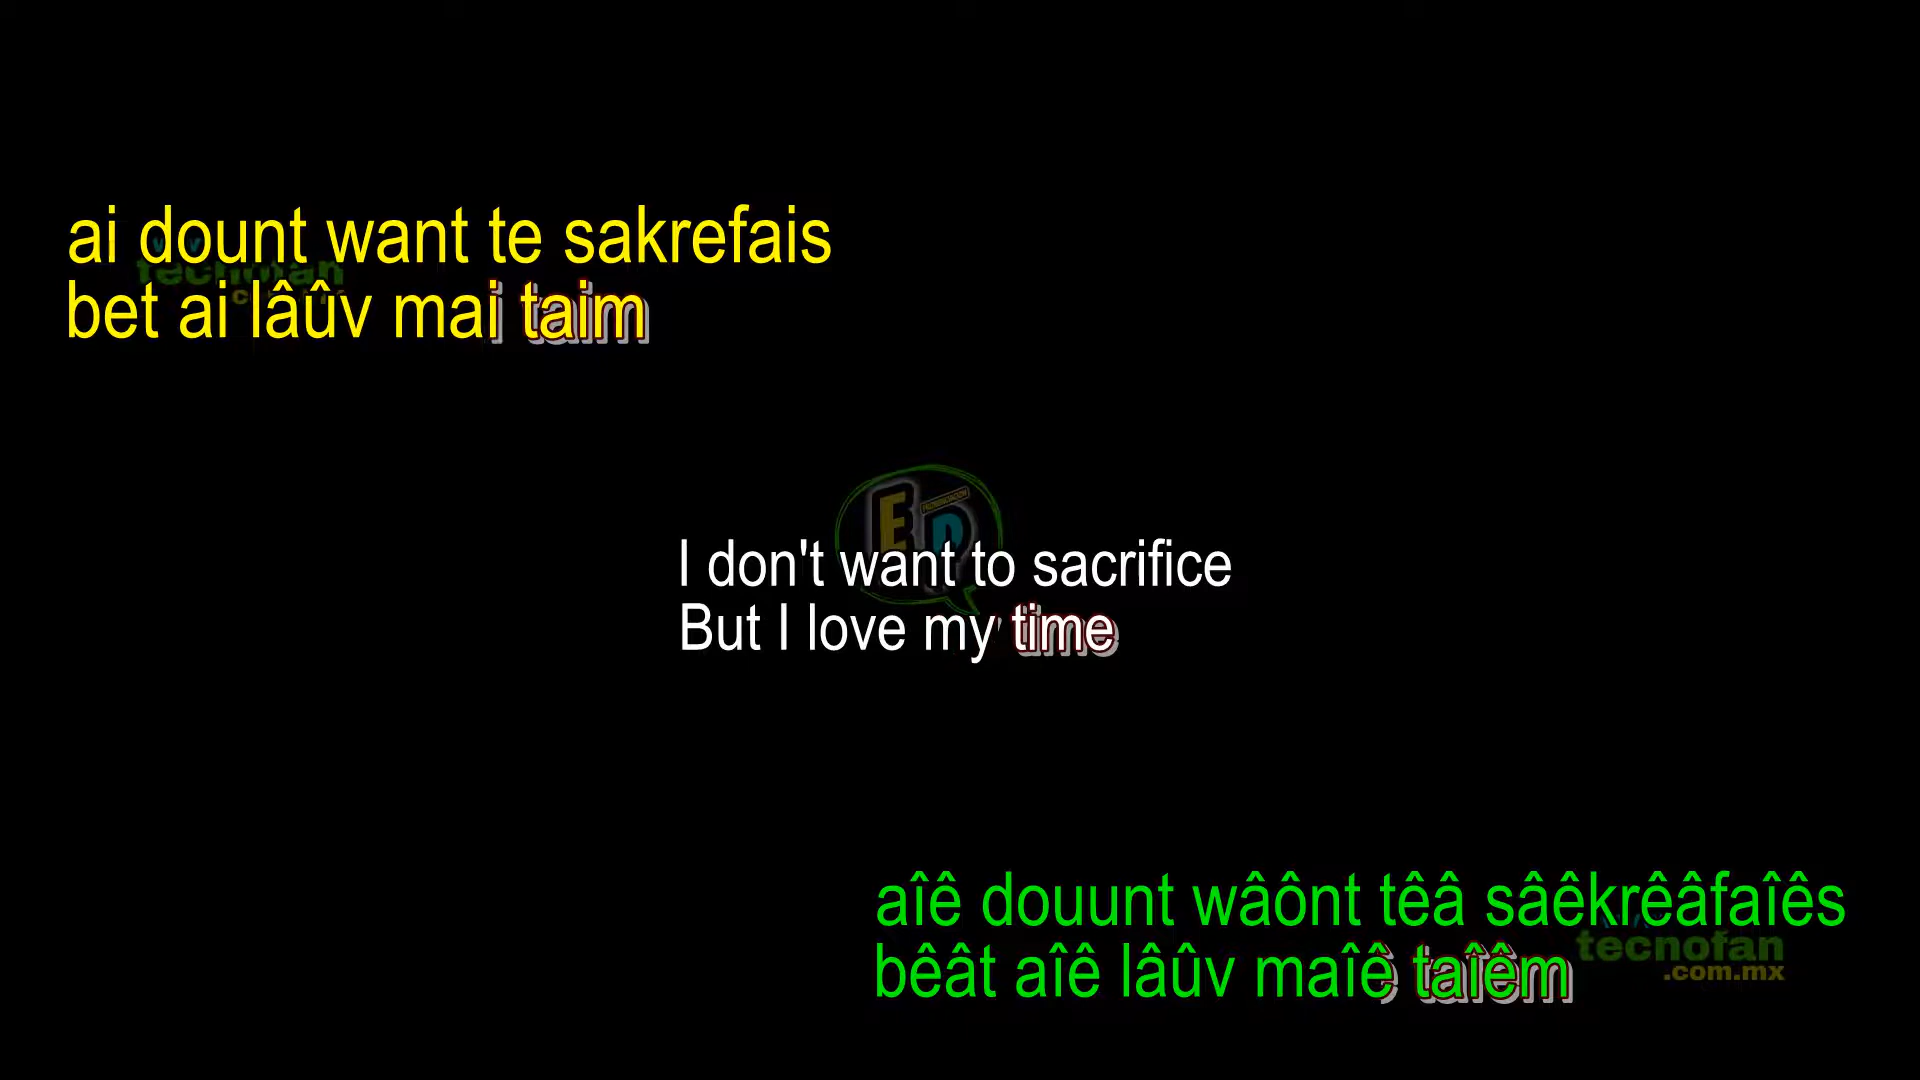 ai dount want te sakrefais
bet ai lâûv mai taim
tecnofan
I don't want to sacrifice
But I love my time
aîê douunt wâônt têâ sâêkrêâfaîês
bêât aîê lâûv maîê taîêm
tecnofan
.com.mx